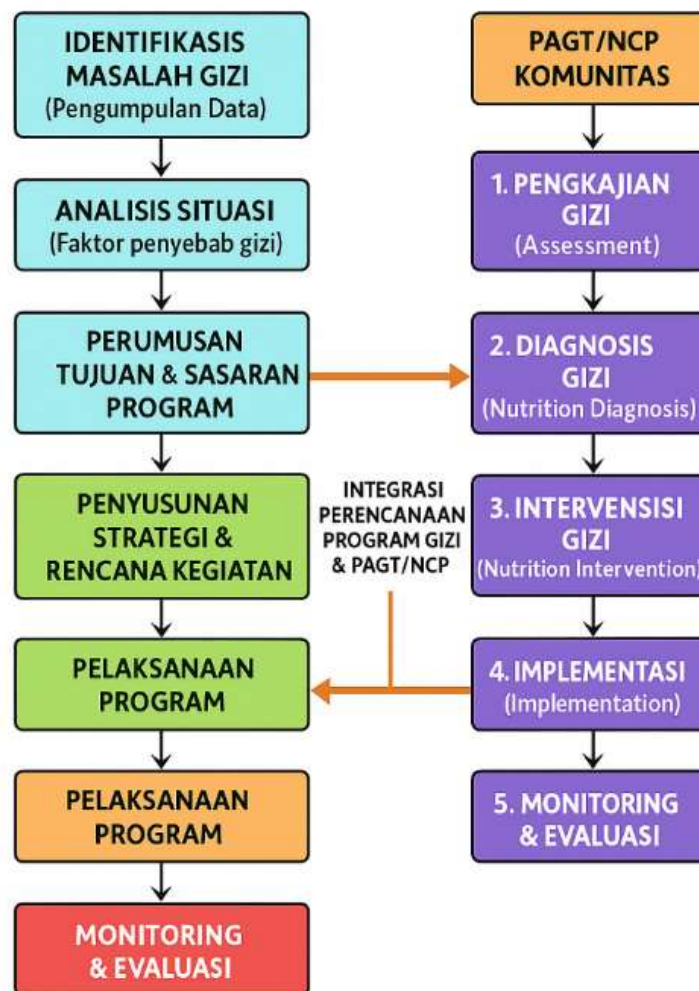 IDENTIFIKASIS
MASALAH GIZI
(Pengumpulan Data)
ANALISIS SITUASI
(Faktor penyebab gizi)
PERUMUSAN
TUJUAN & SASARAN
PROGRAM
PENYUSUNAN
STRATEGI &
RENCANA KEGIATAN
PELAKSANAAN
PROGRAM
PELAKSANAAN
PROGRAM
MONITORING
& EVALUASI
INTEGRASI
PERENCANAAN
PROGRAM GIZI
& PAGT/NCP
PAGT/NCP
KOMUNITAS
1. PENGKAJIAN
GIZI
(Assessment)
2. DIAGNOSIS
GIZI
(Nutrition Diagnosis)
3. INTERVENSISI
GIZI
(Nutrition Intervention)
4. IMPLEMENTASI
(Implementation)
5. MONITORING
& EVALUASI